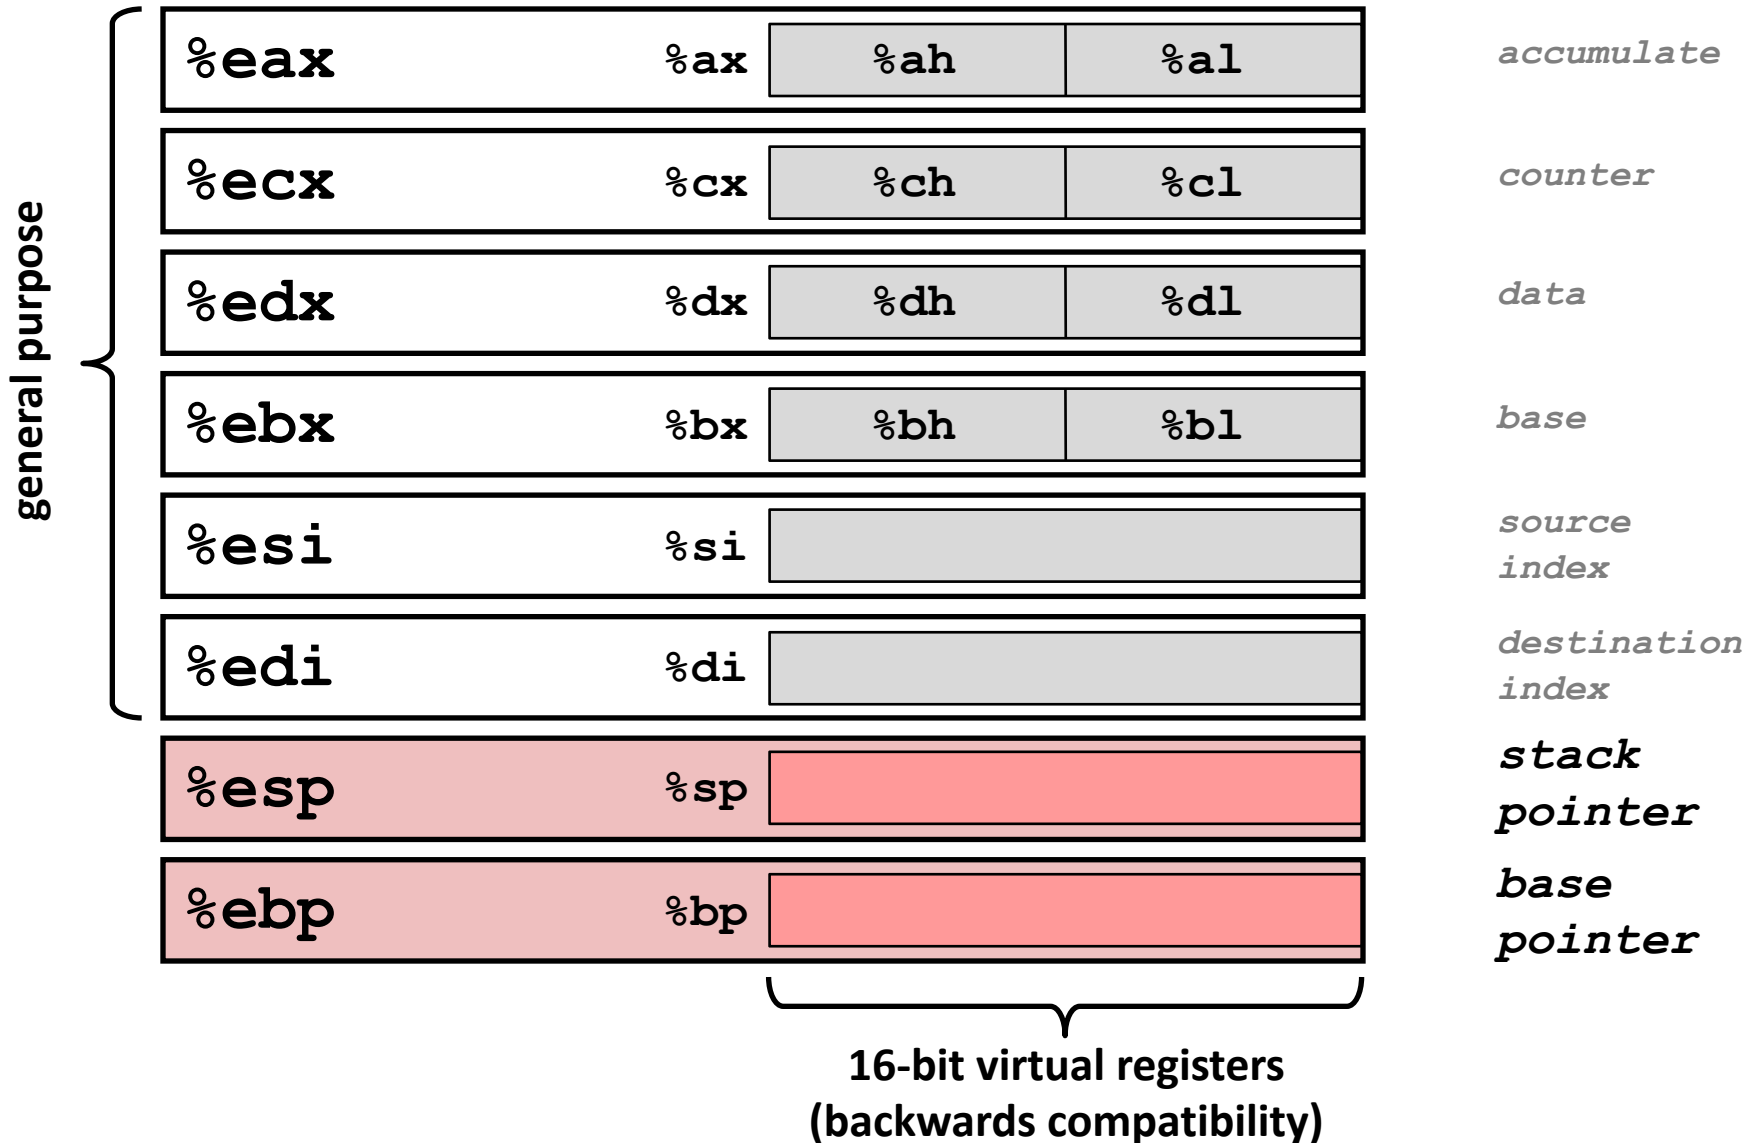 general purpose
%eax %ax %ah %al accumulate
%ecx %cx %ch %cl counter
%edx %dx %dh %dl data
%ebx %bx %bh %bl base
%esi %si source
index
%edi %di destination
index
%esp %sp stack
pointer
%ebp %bp base
pointer
16-bit virtual registers
(backwards compatibility)